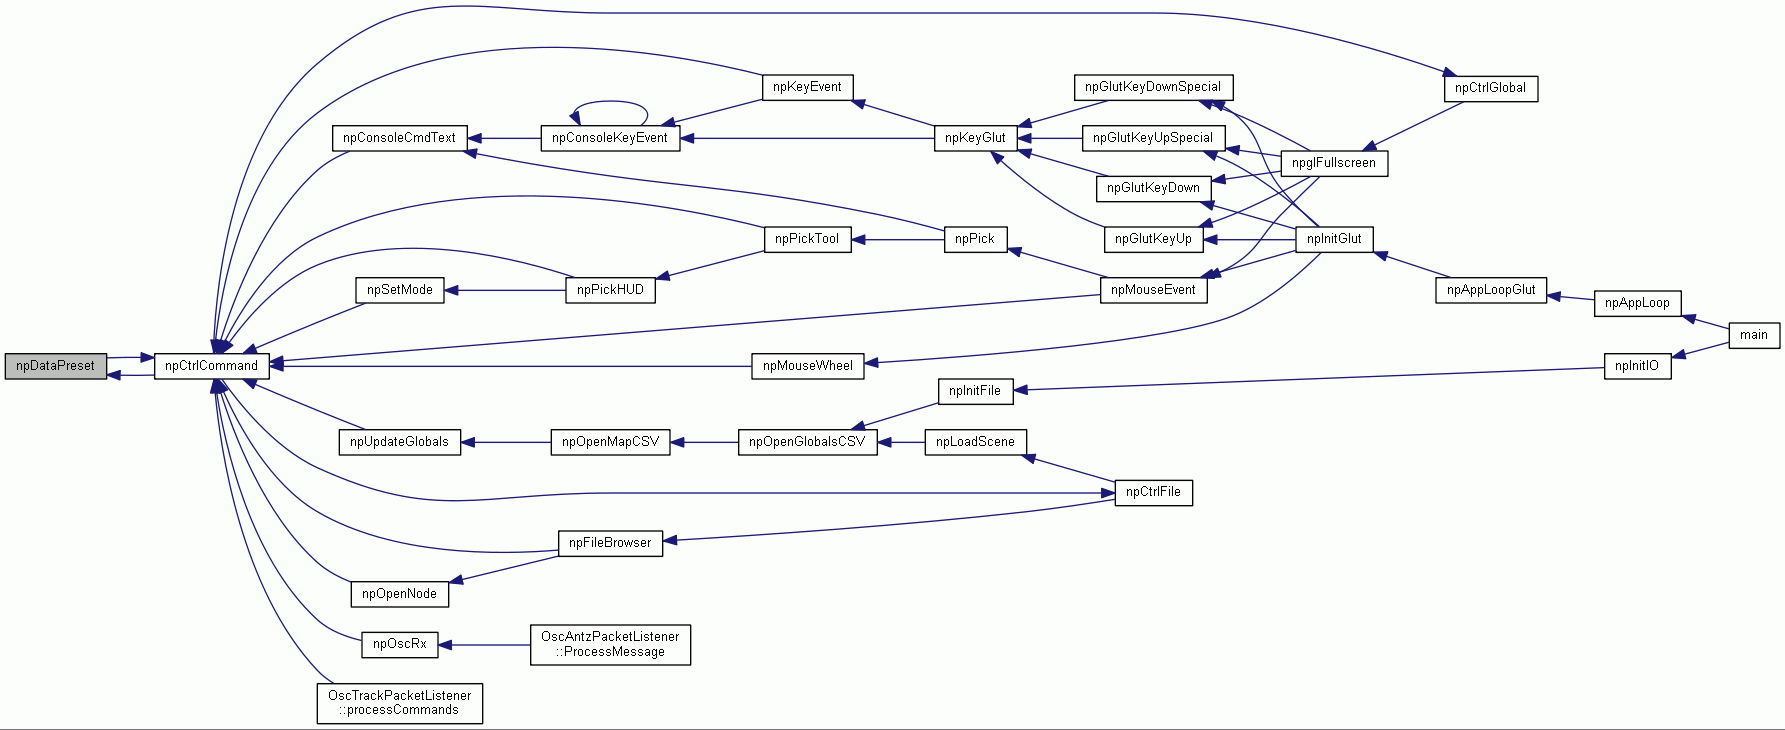 npDataPreset
npCtrlCommand
npConsoleCmdText
npSetMode
npUpdateGlobals
npOpenNode
npOscRx
OscTrackPacketListener
::processCommands
npConsoleKeyEvent
npPickHUD
npOpenMapCSV
npFileBrowser
OscAntzPacketListener
::ProcessMessage
npKeyEvent
npPickTool
npMouseWheel
npOpenGlobalsCSV
npKeyGlut
npPick
npInitFile
npLoadScene
npGlutKeyDownSpecial
npGlutKeyUpSpecial
npGlutKeyDown
npGlutKeyUp
npMouseEvent
npCtrlFile
npglFullscreen
npInitGlut
npCtrlGlobal
npAppLoopGlut
npAppLoop
npInitIO
main